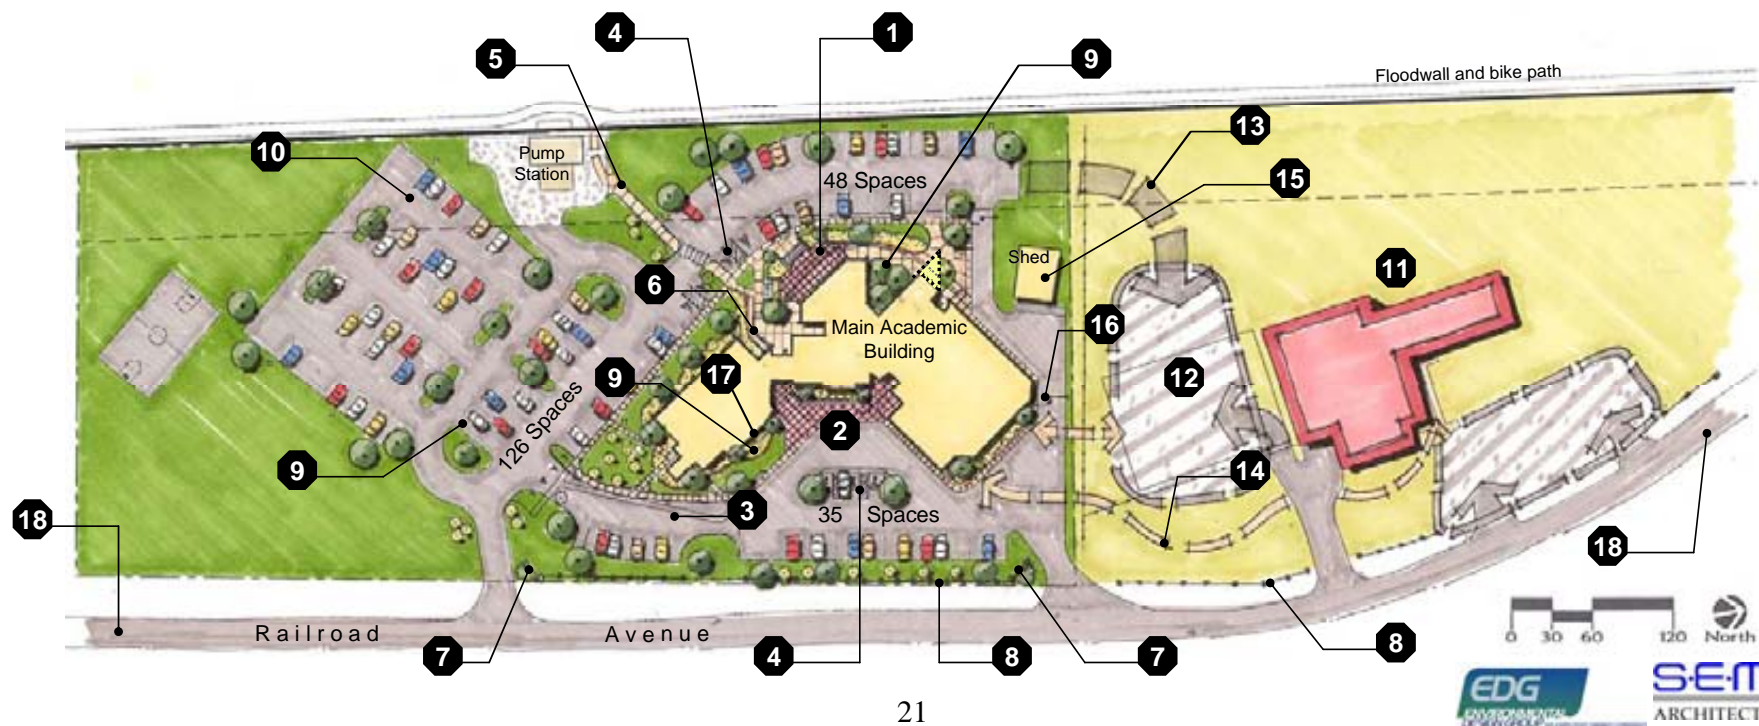 4
1
5
9
Floodwall and bike path
13
10
Pump
Station
48 Spaces
15
Shed
11
6
16
Main Academic
Building
9
17
12
126 Spaces
2
9
14
3
35 Spaces
18
18
Railroad Avenue
7
4
8
7
8
0 30 60 120 North
EDG
ENVIRONMENTAL
S·E·M
ARCHITECT
21